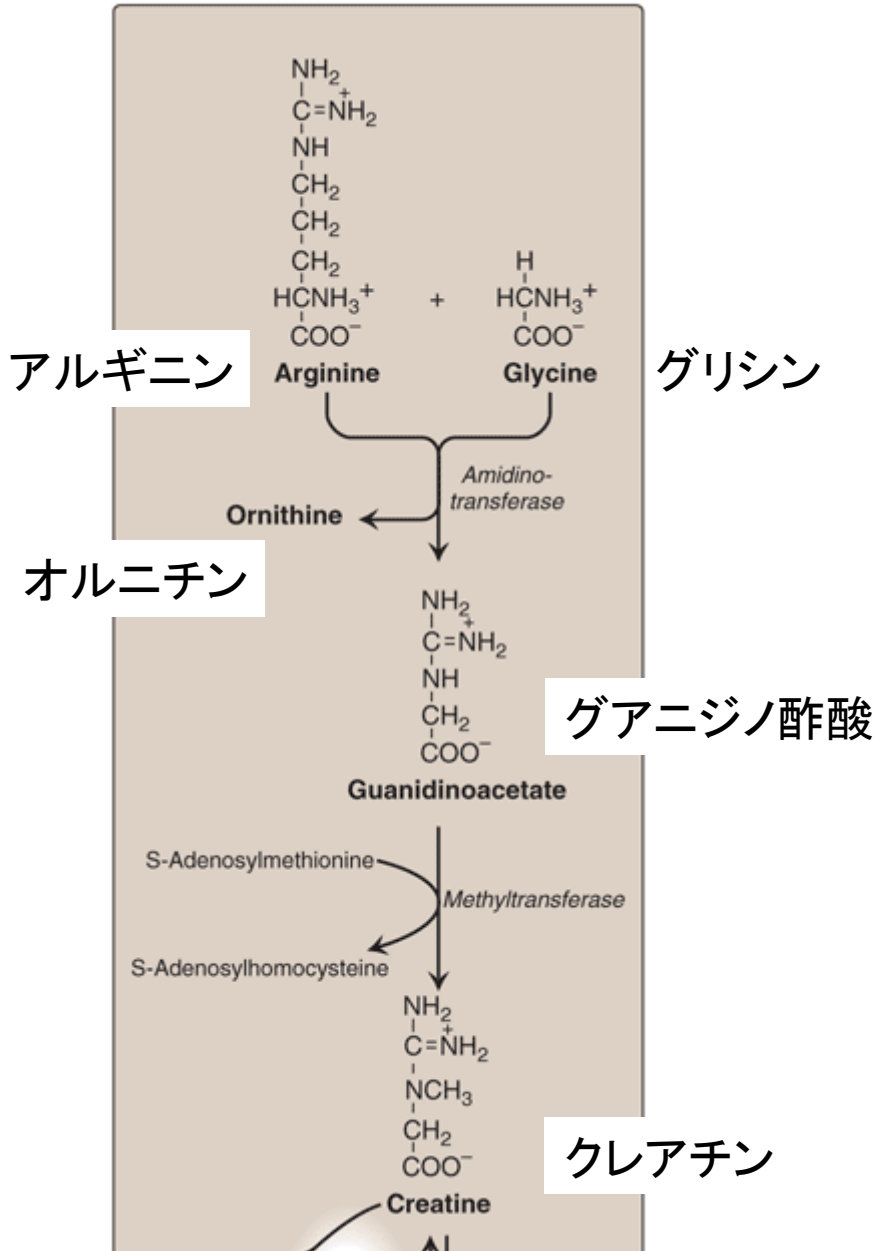 NH₂
C=NH₂⁺
NH
CH₂
CH₂
CH₂
HCNH₃⁺
COO⁻
アルギニン
Arginine
+
H
HCNH₃⁺
COO⁻
Glycine
グリシン
Amidino-
transferase
Ornithine
オルニチン
NH₂
C=NH₂⁺
NH
CH₂
COO⁻
グアニジノ酢酸
Guanidinoacetate
S-Adenosylmethionine
Methyltransferase
S-Adenosylhomocysteine
NH₂
C=NH₂⁺
NCH₃
CH₂
COO⁻
クレアチン
Creatine